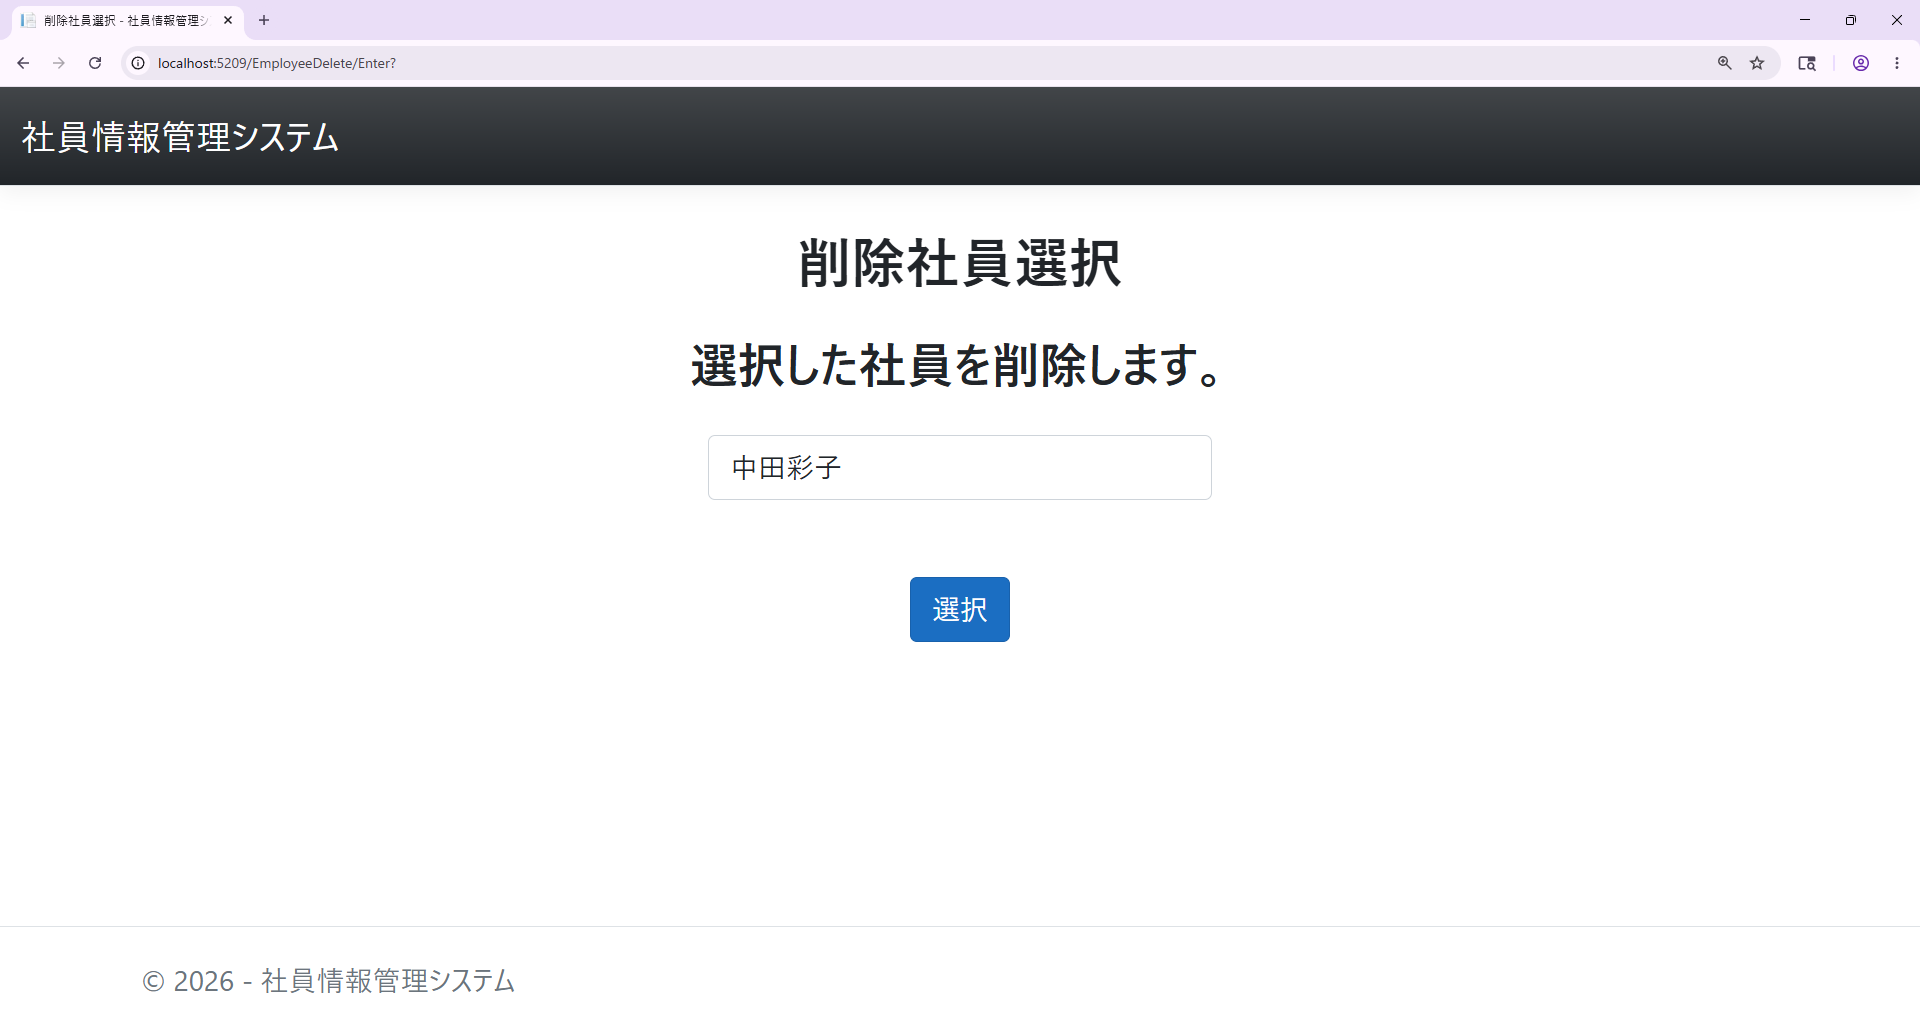 削除社員選択 - 社員情報管理シ
localhost:5209/EmployeeDelete/Enter?
社員情報管理システム
削除社員選択
選択した社員を削除します。
中田彩子
選択
© 2026 - 社員情報管理システム